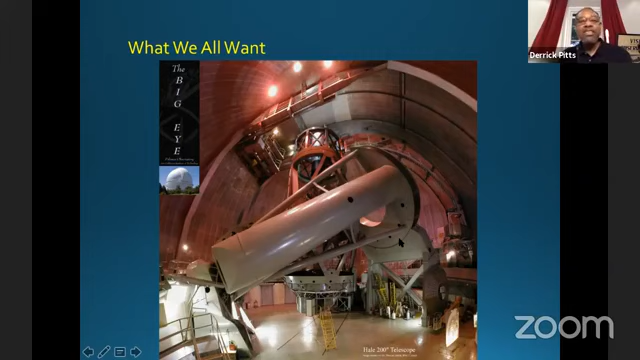 What We All Want
The
BIG
EYE
Derrick Pitts
Hale 200" Telescope
zoom